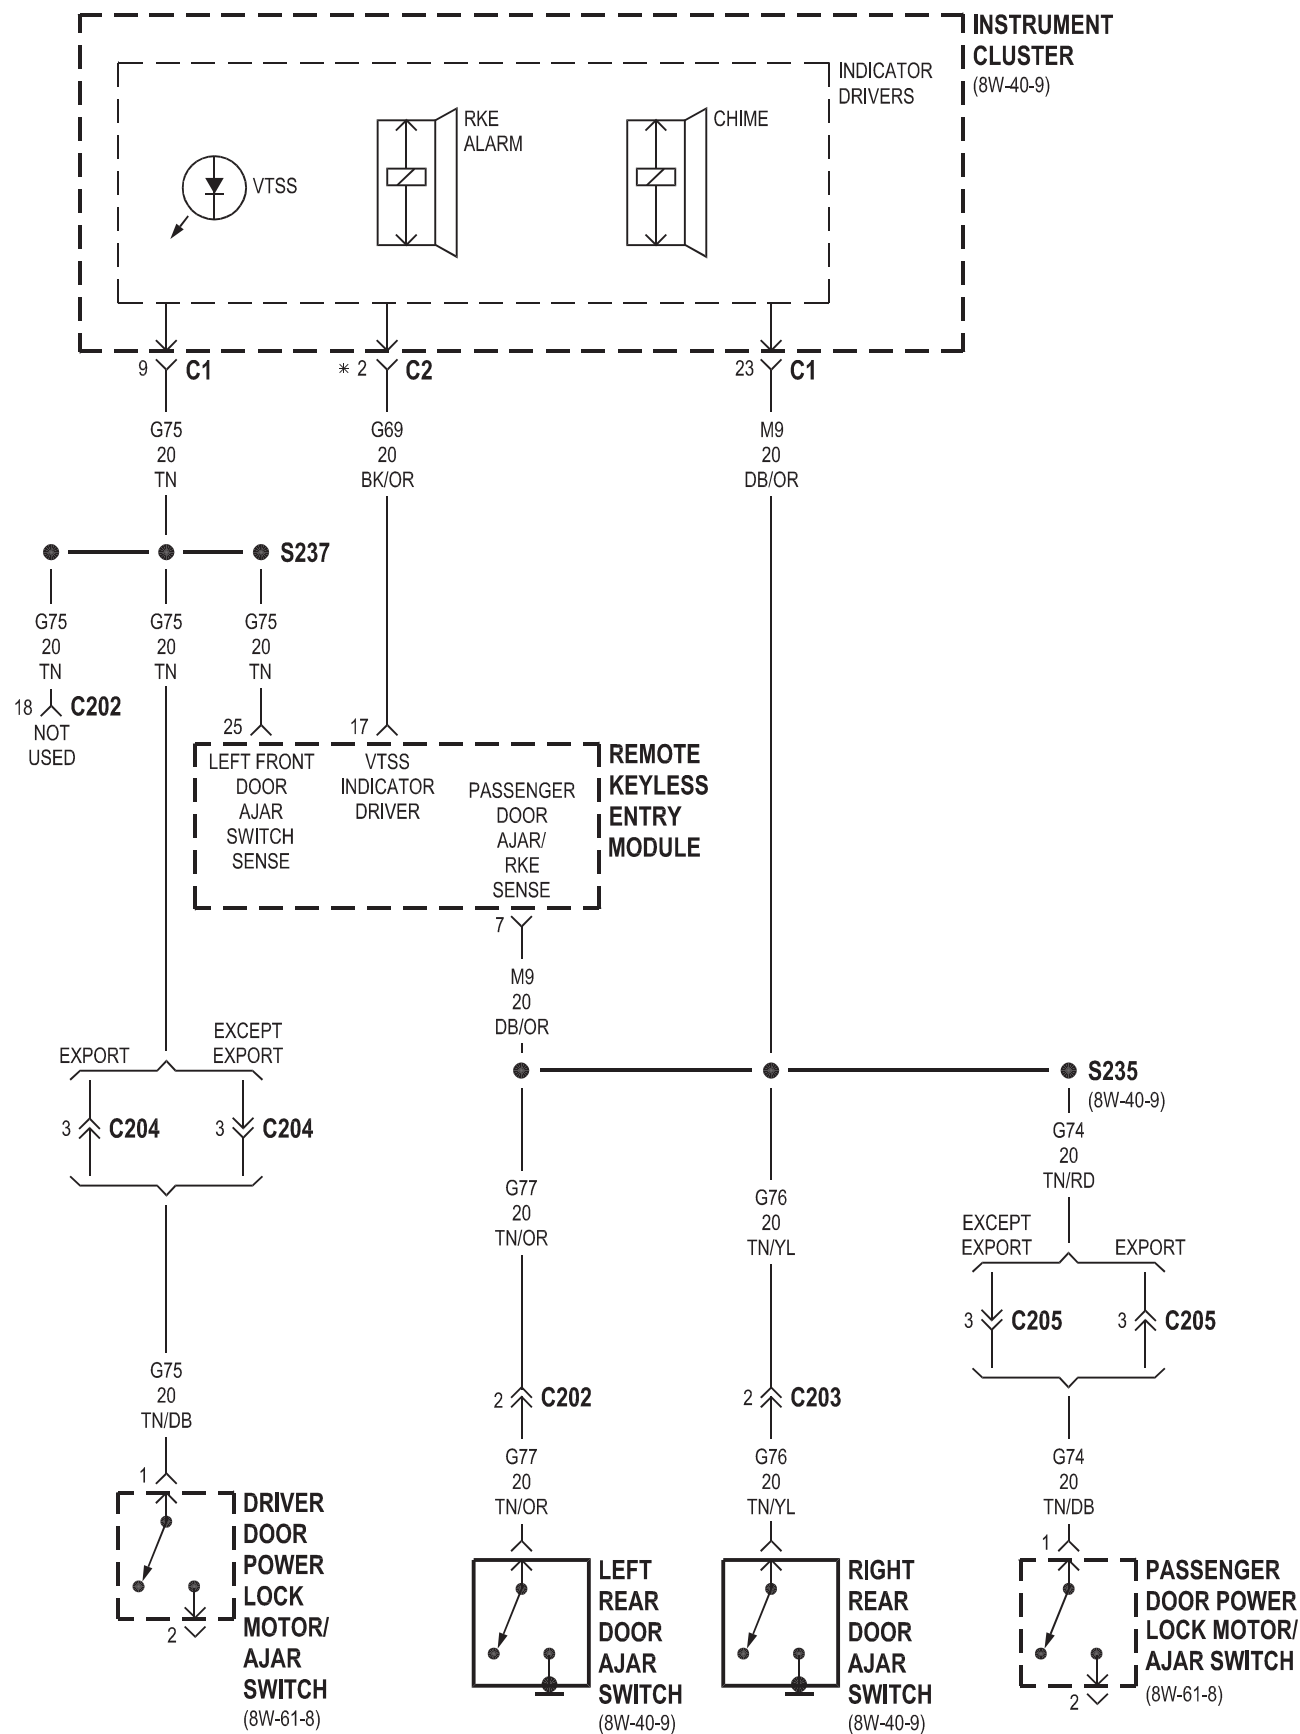 INSTRUMENT
CLUSTER
(8W-40-9)
INDICATOR
DRIVERS
RKE
ALARM
CHIME
VTSS
9 C1
* 2 C2
23 C1
G75
20
TN
G69
20
BK/OR
M9
20
DB/OR
S237
G75
20
TN
G75
20
TN
G75
20
TN
18 C202
NOT
USED
25
17
LEFT FRONT
DOOR
AJAR
SWITCH
SENSE
VTSS
INDICATOR
DRIVER
PASSENGER
DOOR
AJAR/
RKE
SENSE
REMOTE
KEYLESS
ENTRY
MODULE
7
M9
20
DB/OR
EXPORT
EXCEPT
EXPORT
3 C204
3 C204
S235
(8W-40-9)
G77
20
TN/OR
G76
20
TN/YL
G74
20
TN/RD
EXCEPT
EXPORT
EXPORT
3 C205
3 C205
G75
20
TN/DB
2 C202
2 C203
G77
20
TN/OR
G76
20
TN/YL
G74
20
TN/DB
1
DRIVER
DOOR
POWER
LOCK
MOTOR/
AJAR
SWITCH
(8W-61-8)
2
LEFT
REAR
DOOR
AJAR
SWITCH
(8W-40-9)
RIGHT
REAR
DOOR
AJAR
SWITCH
(8W-40-9)
1
PASSENGER
DOOR POWER
LOCK MOTOR/
AJAR SWITCH
(8W-61-8)
2